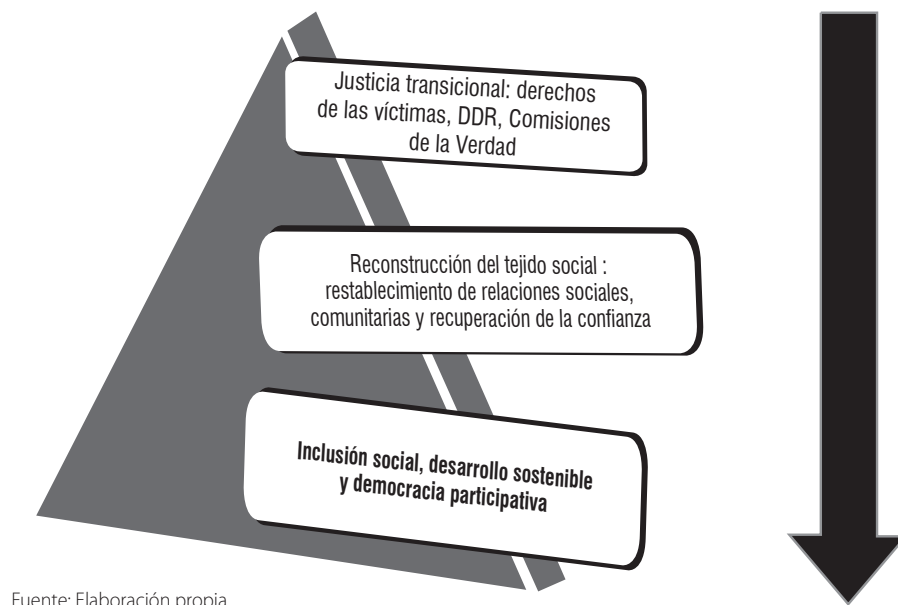 Justicia transicional: derechos
de las víctimas, DDR, Comisiones
de la Verdad
Reconstrucción del tejido social :
restablecimiento de relaciones sociales,
comunitarias y recuperación de la confianza
Inclusión social, desarrollo sostenible
y democracia participativa
Fuente: Elaboración propia